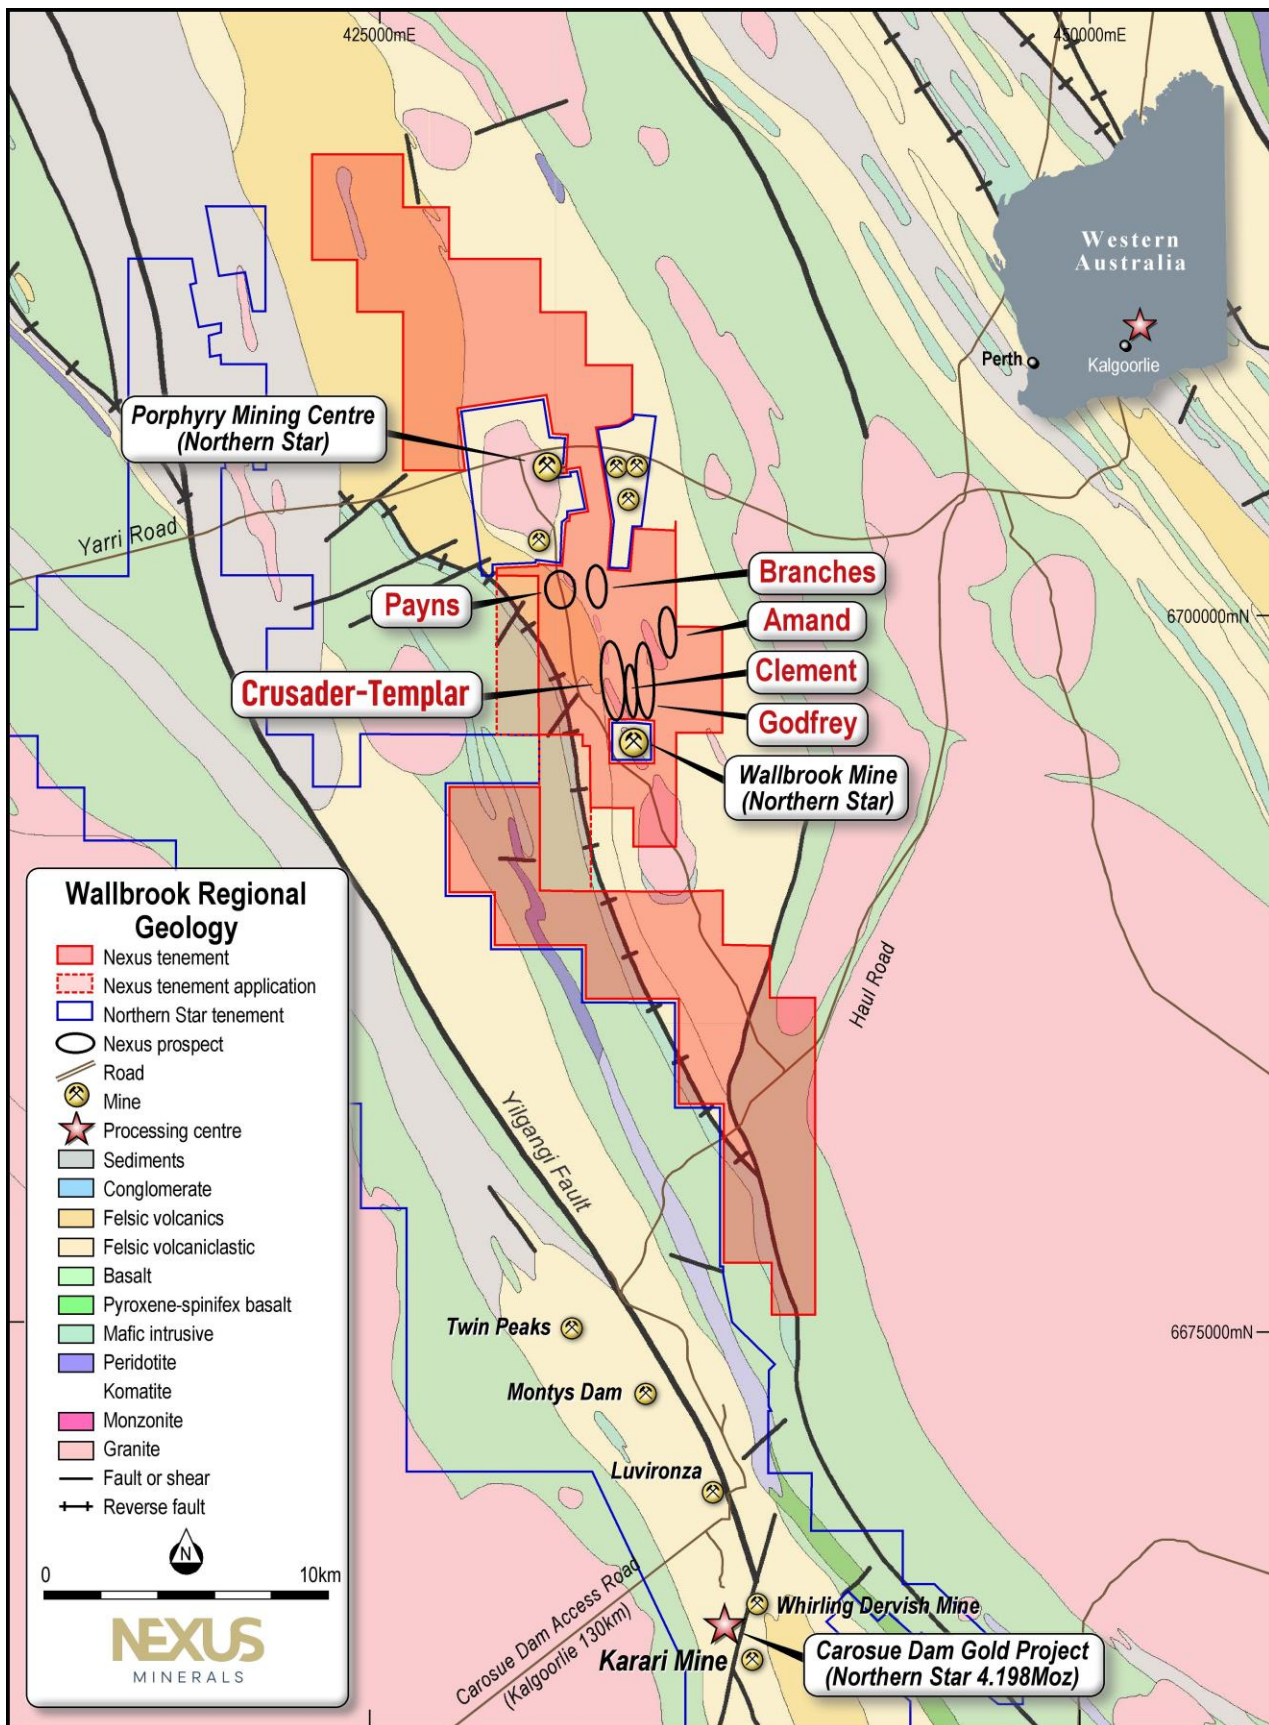 425000mE
450000mE
Western
Australia
Perth
Kalgoorlie
Porphyry Mining Centre
(Northern Star)
Yarri Road
Branches
Payns
Amand
6700000mN
Clement
Crusader-Templar
Godfrey
Wallbrook Mine
(Northern Star)
Haul Road
Yilgangi Fault
Wallbrook Regional
Geology
Nexus tenement
Nexus tenement application
Northern Star tenement
Nexus prospect
Road
Mine
Processing centre
Sediments
Conglomerate
Felsic volcanics
Felsic volcaniclastic
Basalt
Pyroxene-spinifex basalt
Mafic intrusive
Peridotite
Komatite
Monzonite
Granite
Fault or shear
Reverse fault
N
0 10km
NEXUS
MINERALS
Twin Peaks
6675000mN
Montys Dam
Luvironza
Carosue Dam Access Road
(Kalgoorlie 130km)
Whirling Dervish Mine
Karari Mine
Carosue Dam Gold Project
(Northern Star 4.198Moz)